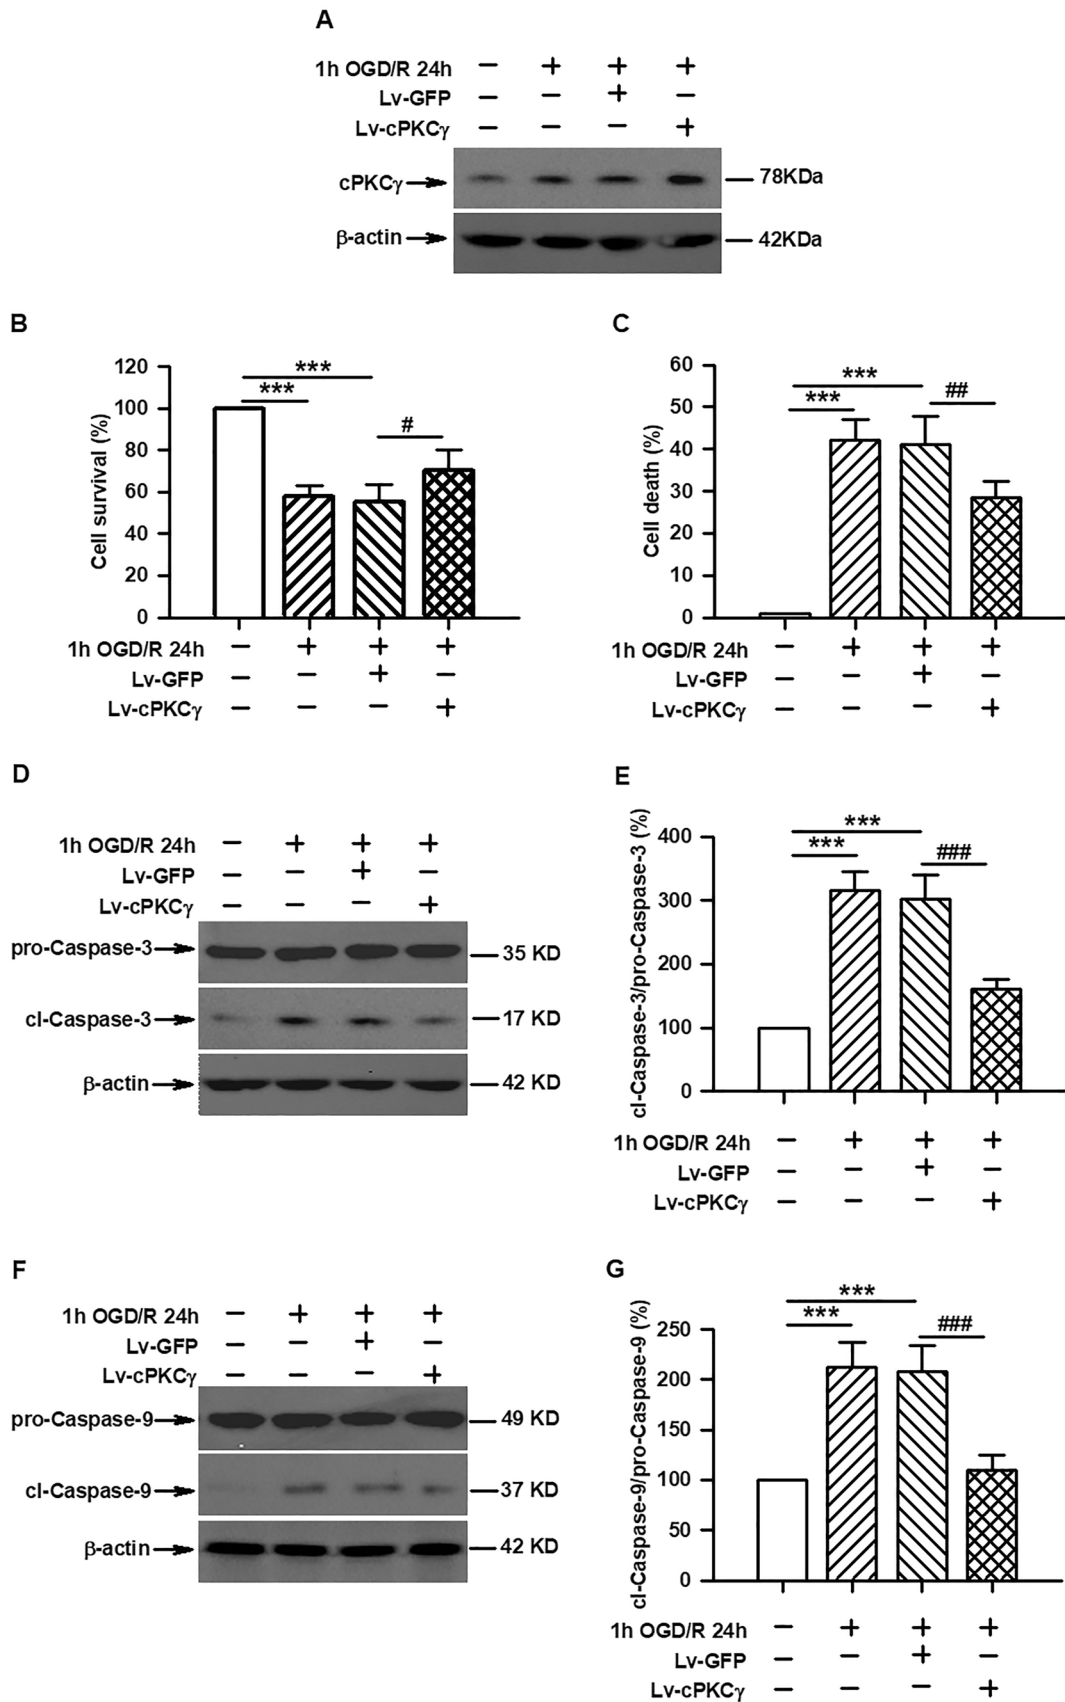 A
1h OGD/R 24h − + + +
Lv-GFP − − + −
Lv-cPKCγ − − − +
cPKCγ 78KDa
β-actin 42KDa
B
120
100
80
60
40
20
0
Cell survival (%)
***
***
#
1h OGD/R 24h − + + +
Lv-GFP − − + −
Lv-cPKCγ − − − +
C
60
50
40
30
20
10
0
Cell death (%)
***
***
##
1h OGD/R 24h − + + +
Lv-GFP − − + −
Lv-cPKCγ − − − +
D
1h OGD/R 24h − + + +
Lv-GFP − − + −
Lv-cPKCγ − − − +
pro-Caspase-3 35 KD
cl-Caspase-3 17 KD
β-actin 42 KD
E
400
300
200
100
0
cl-Caspase-3/pro-Caspase-3 (%)
***
***
###
1h OGD/R 24h − + + +
Lv-GFP − − + −
Lv-cPKCγ − − − +
F
1h OGD/R 24h − + + +
Lv-GFP − − + −
Lv-cPKCγ − − − +
pro-Caspase-9 49 KD
cl-Caspase-9 37 KD
β-actin 42 KD
G
250
200
150
100
50
0
cl-Caspase-9/pro-Caspase-9 (%)
***
***
###
1h OGD/R 24h − + + +
Lv-GFP − − + −
Lv-cPKCγ − − − +